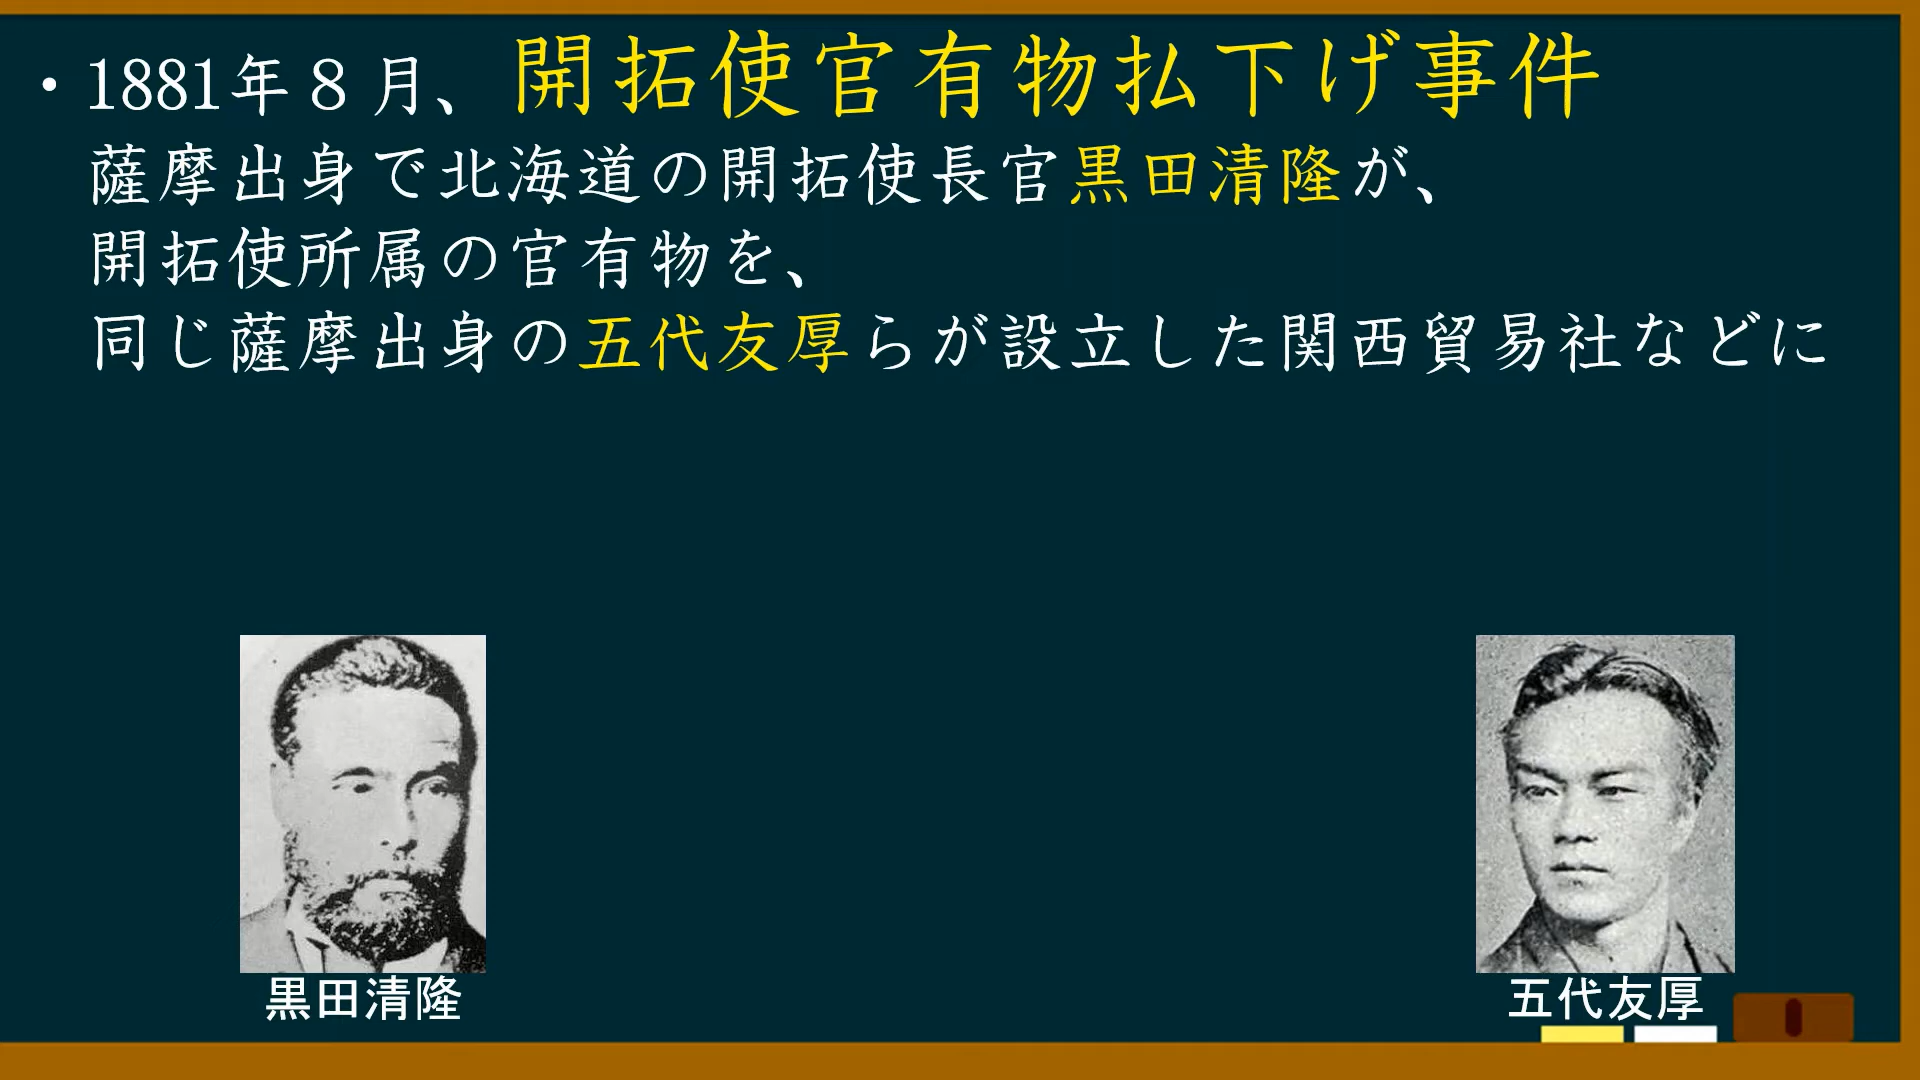 ・1881年８月、開拓使官有物払下げ事件
薩摩出身で北海道の開拓使長官黒田清隆が、
開拓使所属の官有物を、
同じ薩摩出身の五代友厚らが設立した関西貿易社などに
黒田清隆
五代友厚